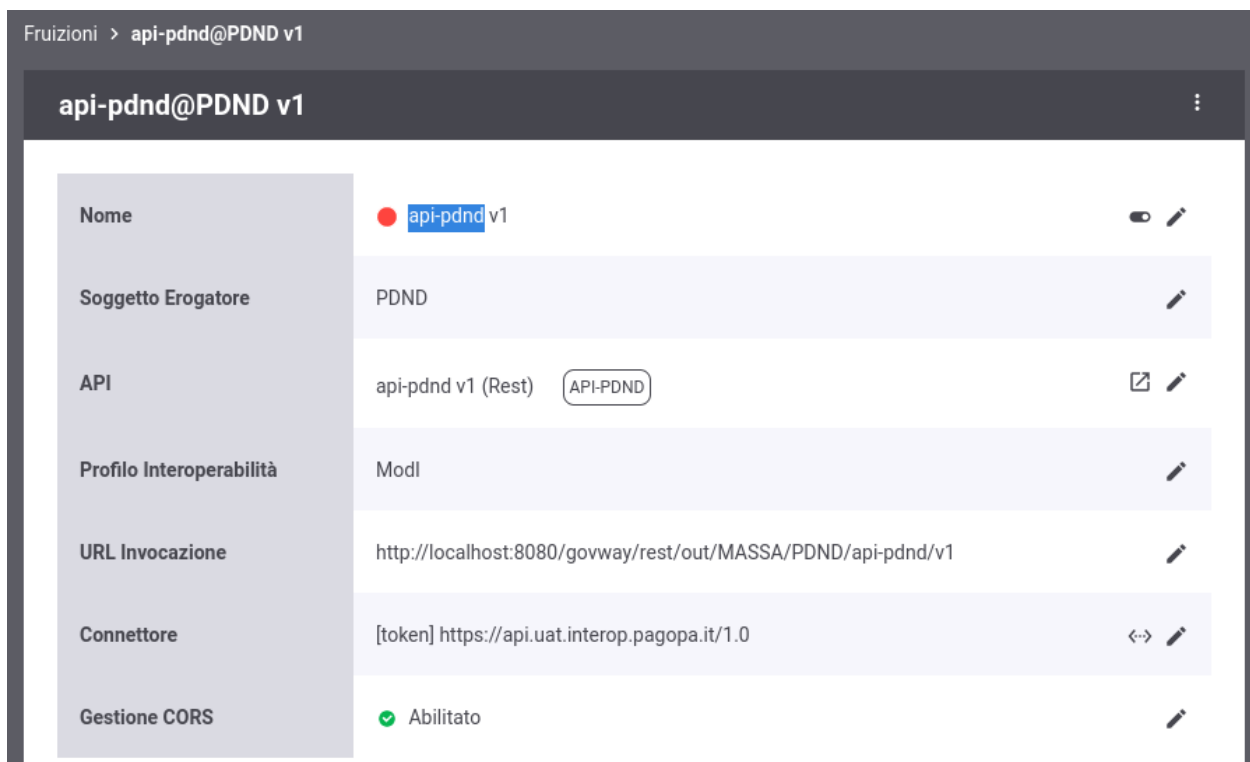 Fruizioni > api-pdnd@PDND v1
api-pdnd@PDND v1
Nome api-pdnd v1
Soggetto Erogatore PDND
API api-pdnd v1 (Rest) API-PDND
Profilo Interoperabilità ModI
URL Invocazione http://localhost:8080/govway/rest/out/MASSA/PDND/api-pdnd/v1
Connettore [token] https://api.uat.interop.pagopa.it/1.0
Gestione CORS Abilitato